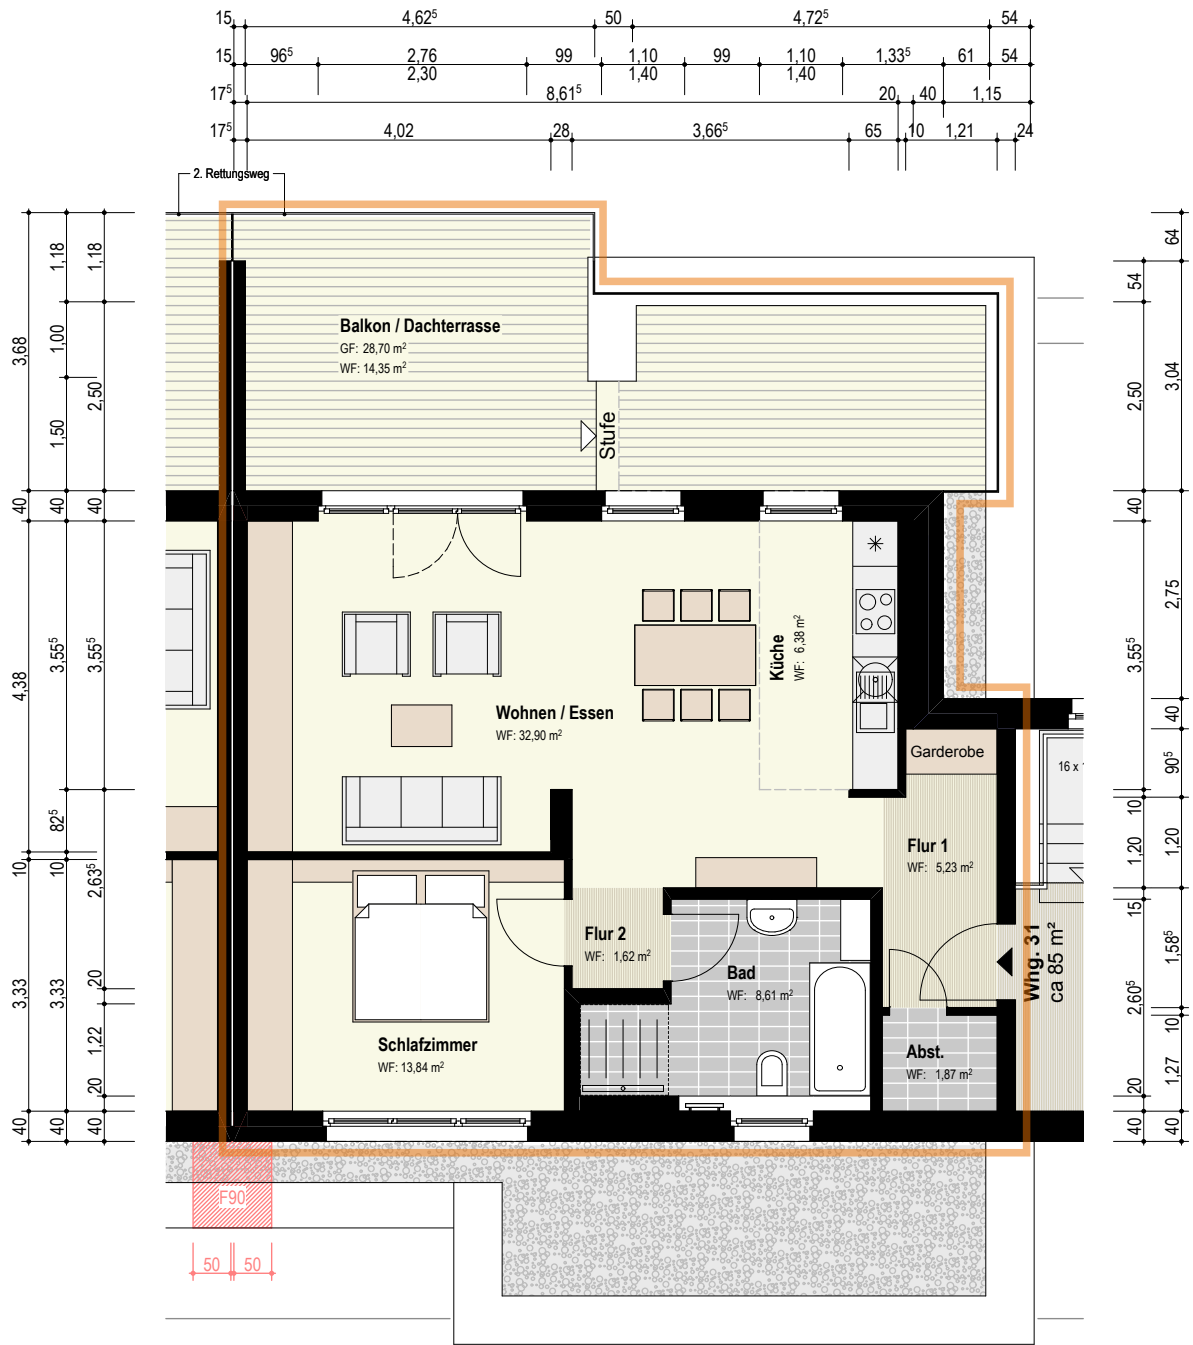 15 4,62⁵ 50 4,72⁵ 54
15 96⁵ 2,76 99 1,10 99 1,10 1,33⁵ 61 54
2,30 1,40 1,40
17⁵ 8,61⁵ 20 40 1,15
17⁵ 4,02 28 3,66⁵ 65 10 1,21 24
2. Rettungsweg
3,68 40 4,38 10 3,33 40
1,18 1,00 1,50 40 3,55⁵ 82⁵ 10 3,33 40
1,18 2,50 40 3,55⁵ 2,63⁵ 20 1,22 20 40
Balkon / Dachterrasse
GF: 28,70 m²
WF: 14,35 m²
Stufe
Küche
WF: 6,38 m²
Wohnen / Essen
WF: 32,90 m²
Garderobe
16 x
Flur 1
WF: 5,23 m²
Flur 2
WF: 1,62 m²
Bad
WF: 8,61 m²
Whg. 31
ca 85 m²
Schlafzimmer
WF: 13,84 m²
Abst.
WF: 1,87 m²
54 2,50 40 3,55⁵ 10 1,20 15 2,60⁵ 20 40
64 3,04 2,75 40 90⁵ 1,20 1,58⁵ 10 1,27 40
F90
50 50